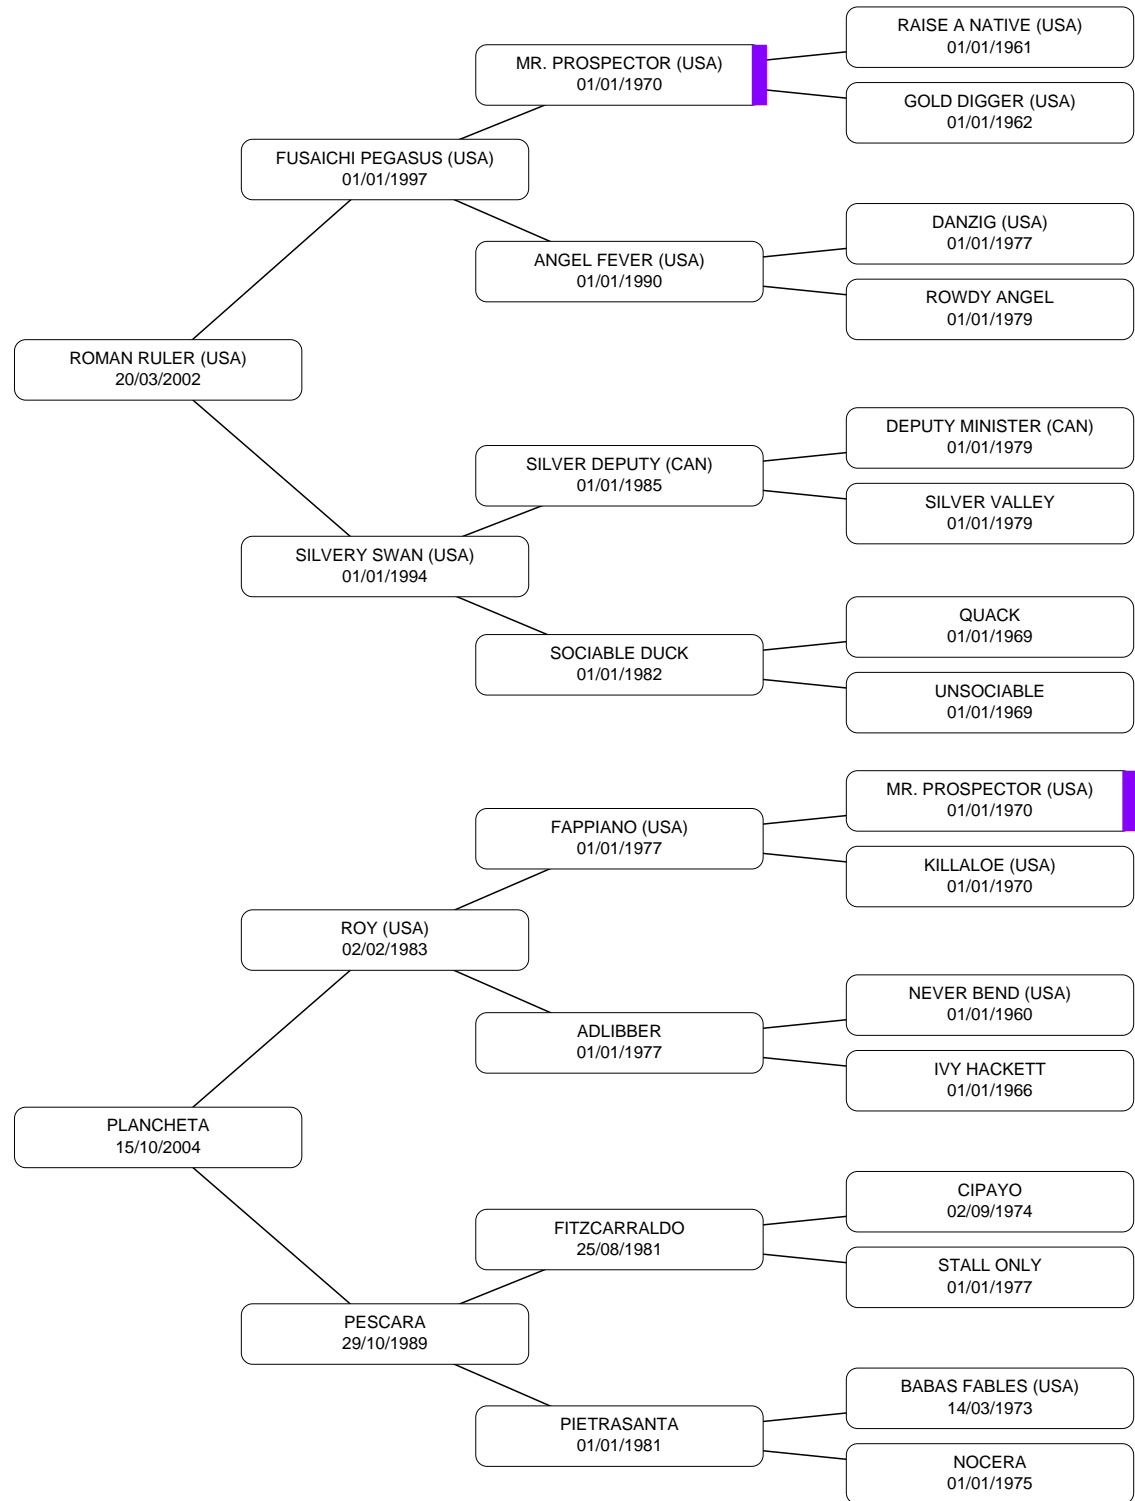 RAISE A NATIVE (USA)
01/01/1961
MR. PROSPECTOR (USA)
01/01/1970
GOLD DIGGER (USA)
01/01/1962
FUSAICHI PEGASUS (USA)
01/01/1997
DANZIG (USA)
01/01/1977
ANGEL FEVER (USA)
01/01/1990
ROWDY ANGEL
01/01/1979
ROMAN RULER (USA)
20/03/2002
DEPUTY MINISTER (CAN)
01/01/1979
SILVER DEPUTY (CAN)
01/01/1985
SILVER VALLEY
01/01/1979
SILVERY SWAN (USA)
01/01/1994
QUACK
01/01/1969
SOCIABLE DUCK
01/01/1982
UNSOCIABLE
01/01/1969
MR. PROSPECTOR (USA)
01/01/1970
FAPPIANO (USA)
01/01/1977
KILLALOE (USA)
01/01/1970
ROY (USA)
02/02/1983
NEVER BEND (USA)
01/01/1960
ADLIBBER
01/01/1977
IVY HACKETT
01/01/1966
PLANCHETA
15/10/2004
CIPAYO
02/09/1974
FITZCARRALDO
25/08/1981
STALL ONLY
01/01/1977
PESCARA
29/10/1989
BABAS FABLES (USA)
14/03/1973
PIETRASANTA
01/01/1981
NOCERA
01/01/1975